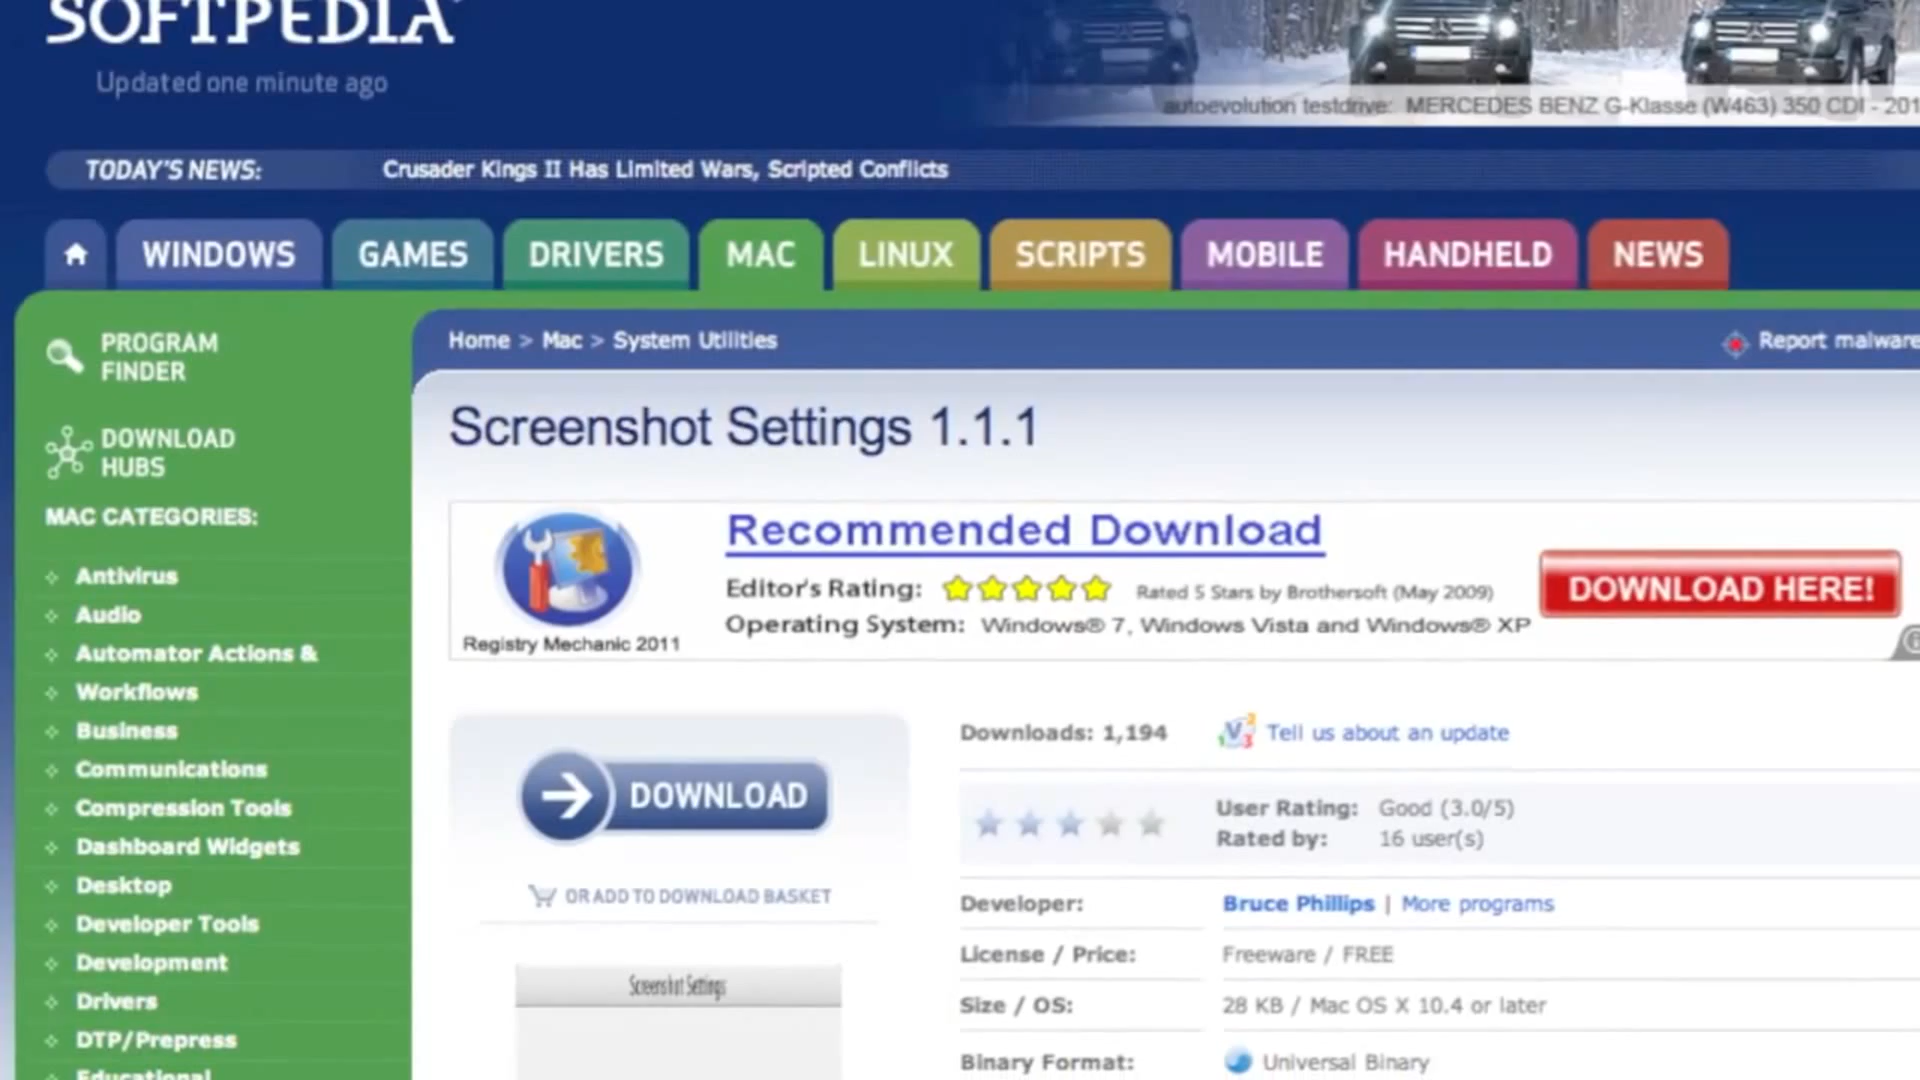 SOFTPEDIA
Updated one minute ago
autoevolution testdrive: MERCEDES BENZ G-Klasse (W463) 350 CDI - 201
TODAY'S NEWS: Crusader Kings II Has Limited Wars, Scripted Conflicts
WINDOWS GAMES DRIVERS MAC LINUX SCRIPTS MOBILE HANDHELD NEWS
PROGRAM
FINDER
DOWNLOAD
HUBS
MAC CATEGORIES:
Antivirus
Audio
Automator Actions &
Workflows
Business
Communications
Compression Tools
Dashboard Widgets
Desktop
Developer Tools
Development
Drivers
DTP/Prepress
Educational
Home > Mac > System Utilities
Report malware
Screenshot Settings 1.1.1
Registry Mechanic 2011
Recommended Download
Editor's Rating: Rated 5 Stars by Brothersoft (May 2009)
Operating System: Windows® 7, Windows Vista and Windows® XP
DOWNLOAD HERE!
DOWNLOAD
OR ADD TO DOWNLOAD BASKET
Screenshot Settings
Downloads: 1,194 Tell us about an update
User Rating: Good (3.0/5)
Rated by: 16 user(s)
Developer: Bruce Phillips | More programs
License / Price: Freeware / FREE
Size / OS: 28 KB / Mac OS X 10.4 or later
Binary Format: Universal Binary